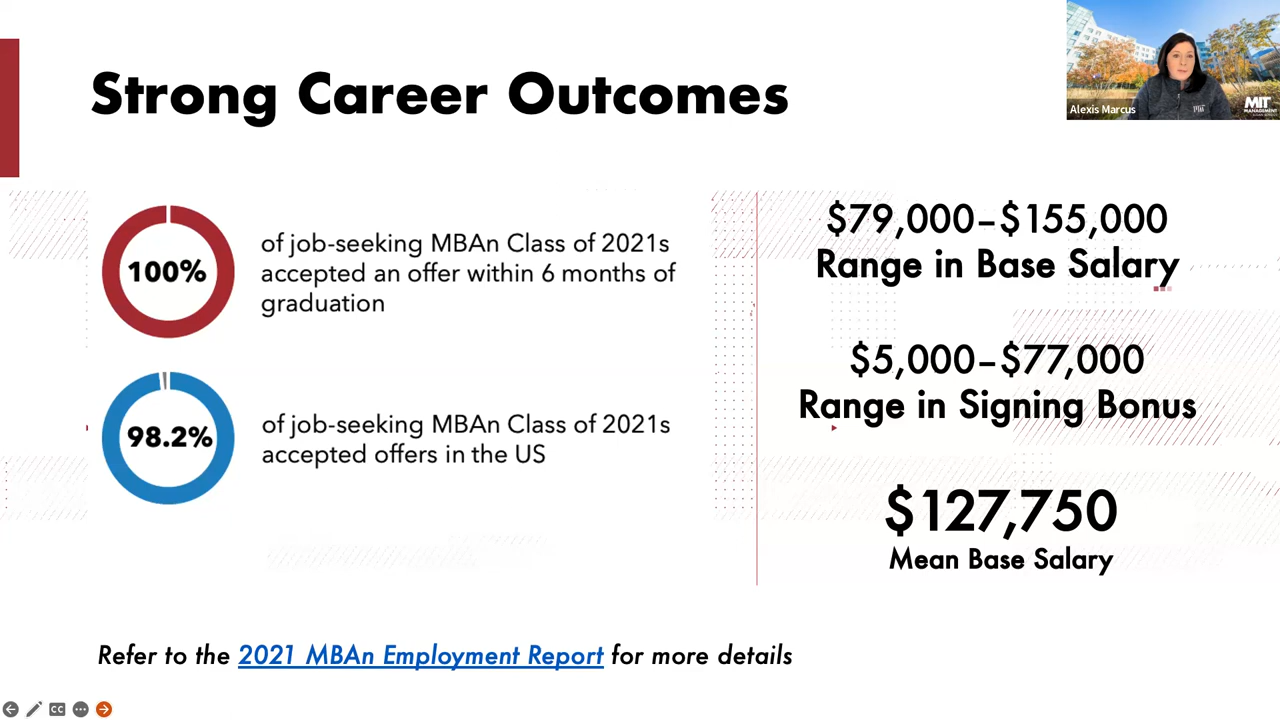 Strong Career Outcomes
Alexis Marcus
MIT
MANAGEMENT
100%
of job-seeking MBAn Class of 2021s
accepted an offer within 6 months of
graduation
98.2%
of job-seeking MBAn Class of 2021s
accepted offers in the US
$79,000–$155,000
Range in Base Salary
$5,000–$77,000
Range in Signing Bonus
$127,750
Mean Base Salary
Refer to the 2021 MBAn Employment Report for more details
CC